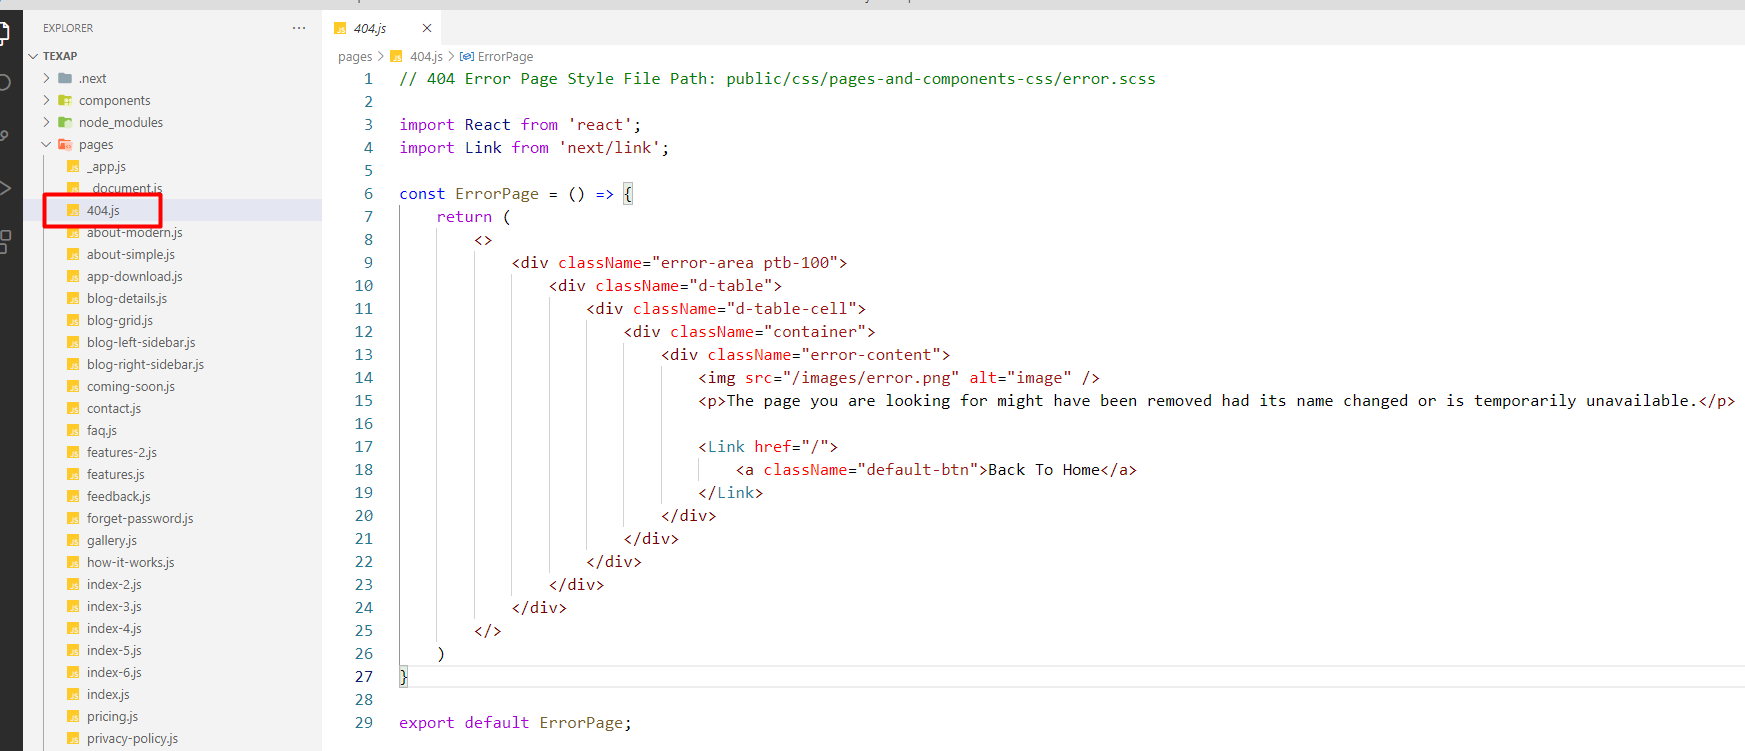 EXPLORER
TEXAP
.next
components
node_modules
pages
_app.js
_document.js
404.js
about-modern.js
about-simple.js
app-download.js
blog-details.js
blog-grid.js
blog-left-sidebar.js
blog-right-sidebar.js
coming-soon.js
contact.js
faq.js
features-2.js
features.js
feedback.js
forget-password.js
gallery.js
how-it-works.js
index-2.js
index-3.js
index-4.js
index-5.js
index-6.js
index.js
pricing.js
privacy-policy.js
404.js
pages > 404.js > ErrorPage
1 // 404 Error Page Style File Path: public/css/pages-and-components-css/error.scss
2
3 import React from 'react';
4 import Link from 'next/link';
5
6 const ErrorPage = () => {
7 return (
8 <>
9 <div className="error-area ptb-100">
10 <div className="d-table">
11 <div className="d-table-cell">
12 <div className="container">
13 <div className="error-content">
14 <img src="/images/error.png" alt="image" />
15 <p>The page you are looking for might have been removed had its name changed or is temporarily unavailable.</p>
16
17 <Link href="/">
18 <a className="default-btn">Back To Home</a>
19 </Link>
20 </div>
21 </div>
22 </div>
23 </div>
24 </div>
25 </>
26 )
27 }
28
29 export default ErrorPage;